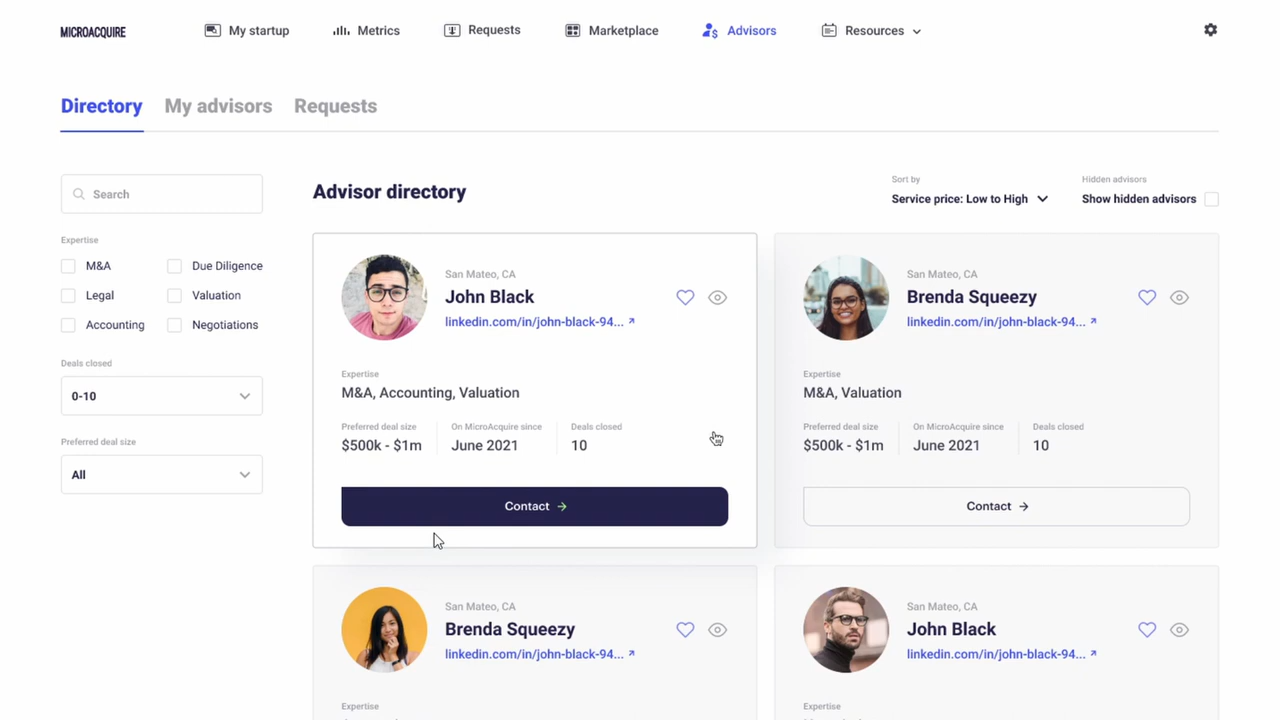 MICROACQUIRE
My startup
Metrics
Requests
Marketplace
Advisors
Resources
Directory
My advisors
Requests
Search
Expertise
M&A
Due Diligence
Legal
Valuation
Accounting
Negotiations
Deals closed
0-10
Preferred deal size
All
Advisor directory
Sort by
Service price: Low to High
Hidden advisors
Show hidden advisors
San Mateo, CA
John Black
linkedin.com/in/john-black-94...
Expertise
M&A, Accounting, Valuation
Preferred deal size
$500k - $1m
On MicroAcquire since
June 2021
Deals closed
10
Contact
San Mateo, CA
Brenda Squeezy
linkedin.com/in/john-black-94...
Expertise
M&A, Valuation
Preferred deal size
$500k - $1m
On MicroAcquire since
June 2021
Deals closed
10
Contact
San Mateo, CA
Brenda Squeezy
linkedin.com/in/john-black-94...
Expertise
San Mateo, CA
John Black
linkedin.com/in/john-black-94...
Expertise